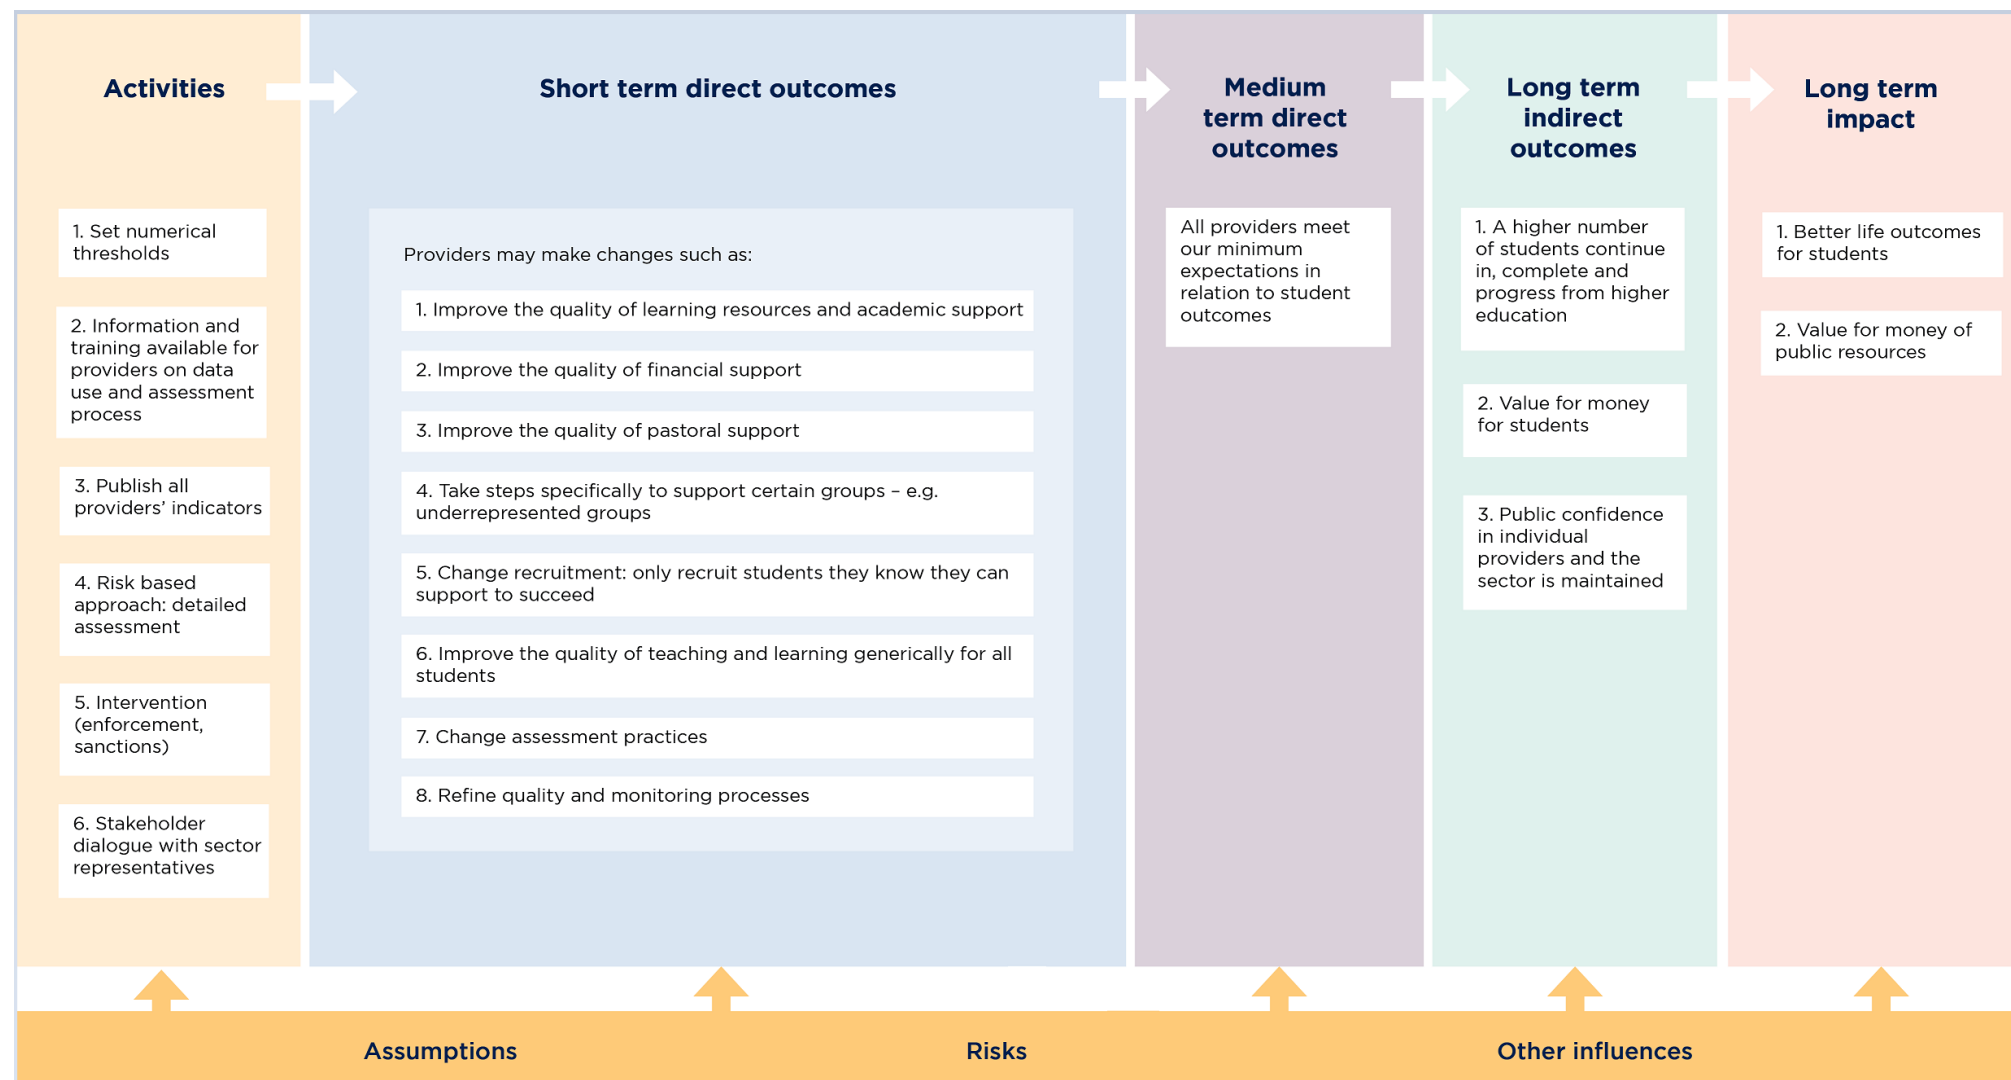 Activities
1. Set numerical
thresholds
2. Information and
training available for
providers on data
use and assessment
process
3. Publish all
providers’ indicators
4. Risk based
approach: detailed
assessment
5. Intervention
(enforcement,
sanctions)
6. Stakeholder
dialogue with sector
representatives
Short term direct outcomes
Providers may make changes such as:
1. Improve the quality of learning resources and academic support
2. Improve the quality of financial support
3. Improve the quality of pastoral support
4. Take steps specifically to support certain groups – e.g.
underrepresented groups
5. Change recruitment: only recruit students they know they can
support to succeed
6. Improve the quality of teaching and learning generically for all
students
7. Change assessment practices
8. Refine quality and monitoring processes
Medium
term direct
outcomes
All providers meet
our minimum
expectations in
relation to student
outcomes
Long term
indirect
outcomes
1. A higher number
of students continue
in, complete and
progress from higher
education
2. Value for money
for students
3. Public confidence
in individual
providers and the
sector is maintained
Long term
impact
1. Better life outcomes
for students
2. Value for money of
public resources
Assumptions
Risks
Other influences